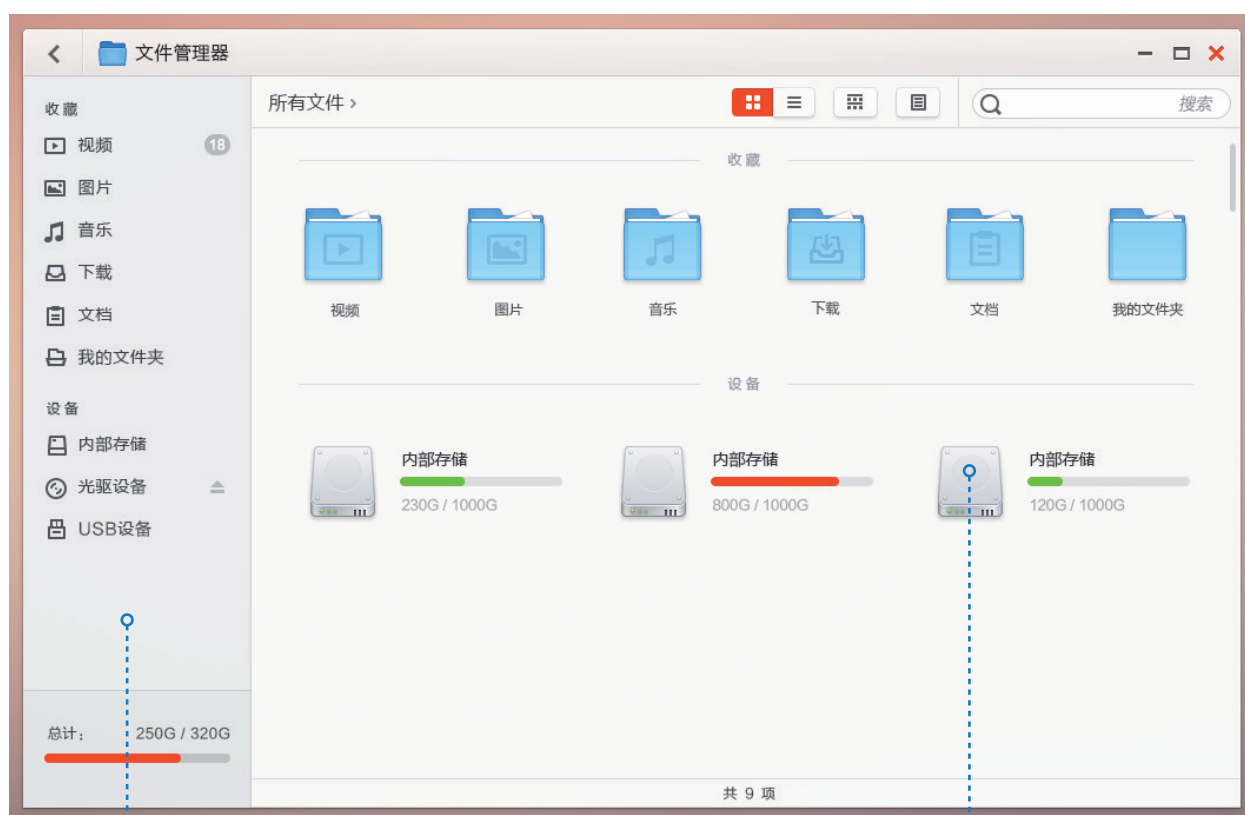 文件管理器
收藏
视频 18
图片
音乐
下载
文档
我的文件夹
设备
内部存储
光驱设备
USB设备
总计： 250G / 320G
所有文件 ›
搜索
收藏
视频 图片 音乐 下载 文档 我的文件夹
设备
内部存储 内部存储 内部存储
230G / 1000G 800G / 1000G 120G / 1000G
共 9 项